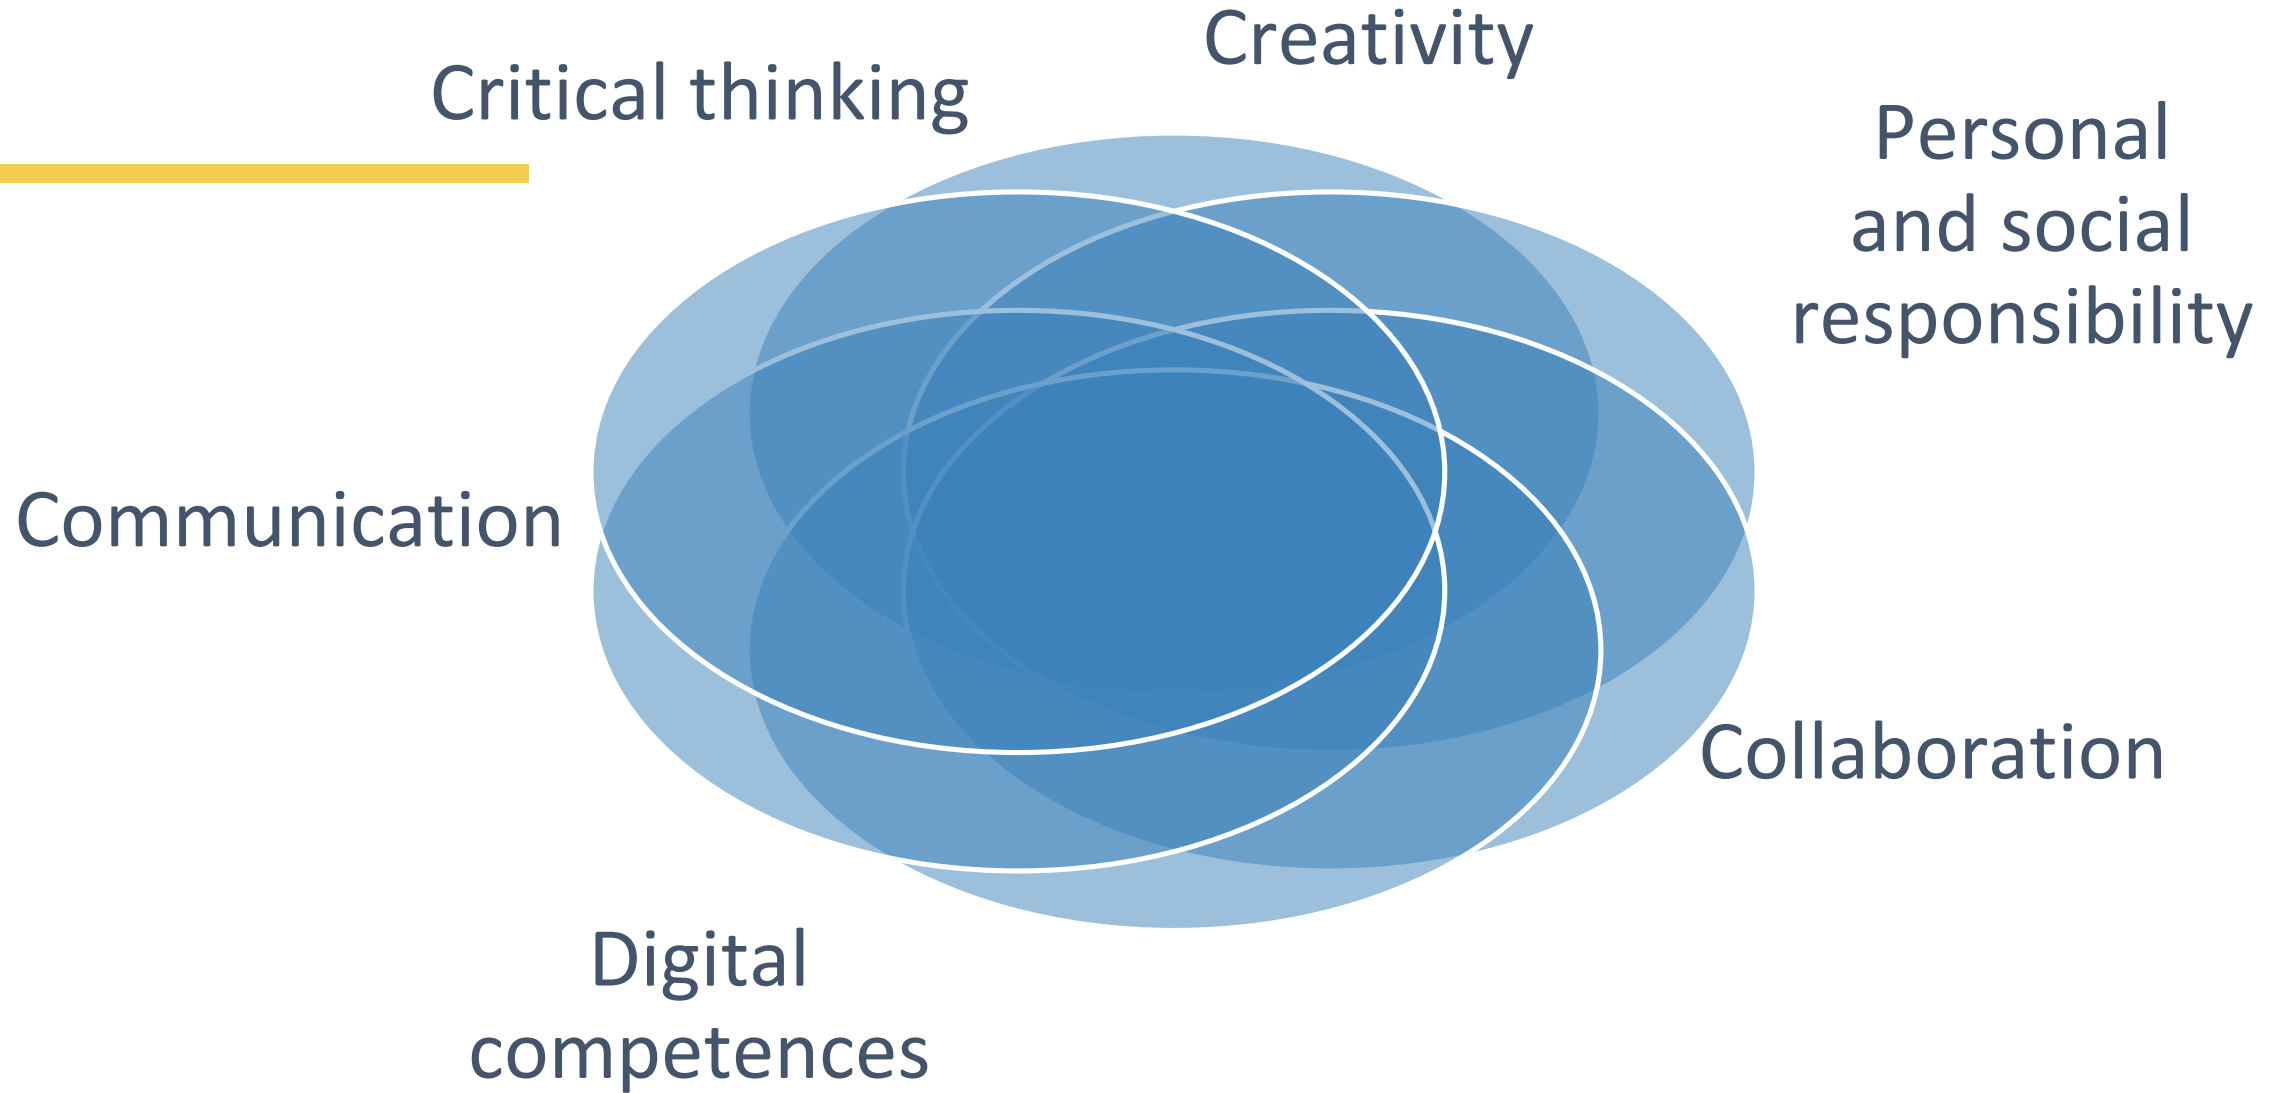 Creativity
Critical thinking
Personal
and social
responsibility
Communication
Collaboration
Digital
competences